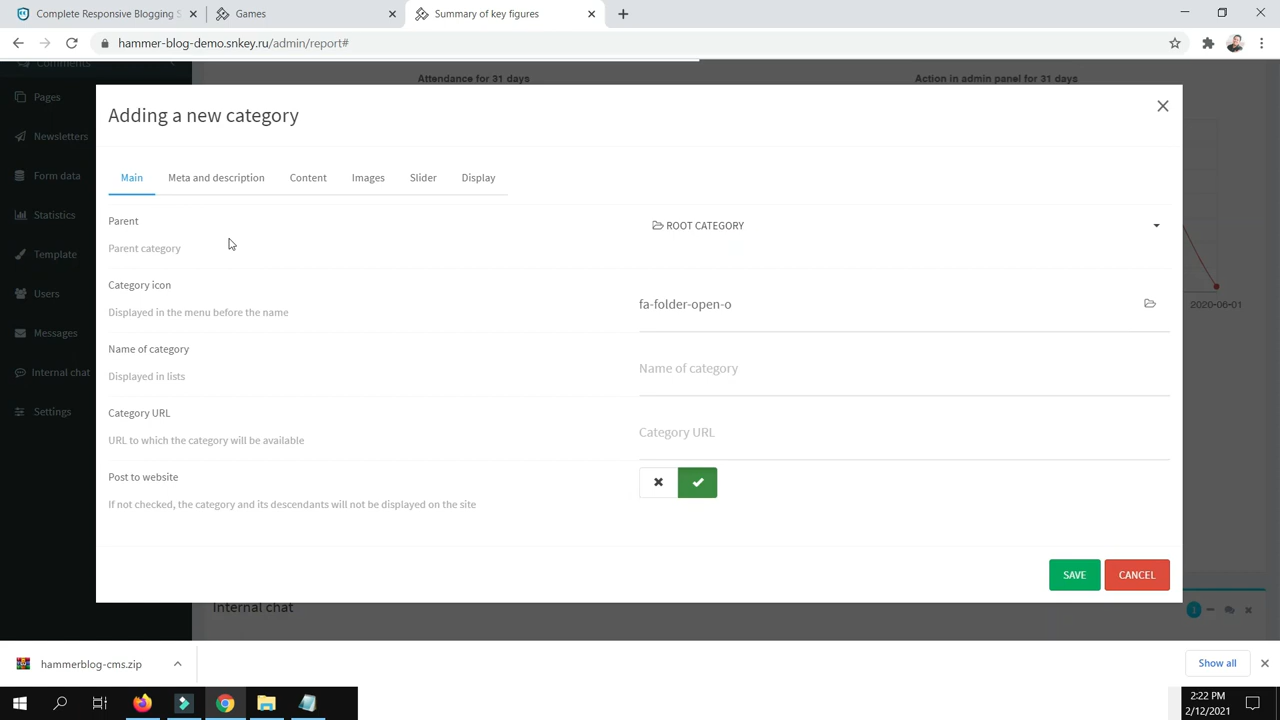 Complete Responsive Blogging S
Games
Summary of key figures
hammer-blog-demo.snkey.ru/admin/report#
Comments
Attendance for 31 days
Action in admin panel for 31 days
Pages
Newsletters
Form data
Statistics
Template
Users
Messages
Internal chat
Settings
Adding a new category
Main
Meta and description
Content
Images
Slider
Display
Parent
Parent category
ROOT CATEGORY
Category icon
Displayed in the menu before the name
fa-folder-open-o
Name of category
Displayed in lists
Name of category
Category URL
URL to which the category will be available
Category URL
Post to website
If not checked, the category and its descendants will not be displayed on the site
SAVE
CANCEL
2020-06-01
Internal chat
1
hammerblog-cms.zip
Show all
2:22 PM
2/12/2021